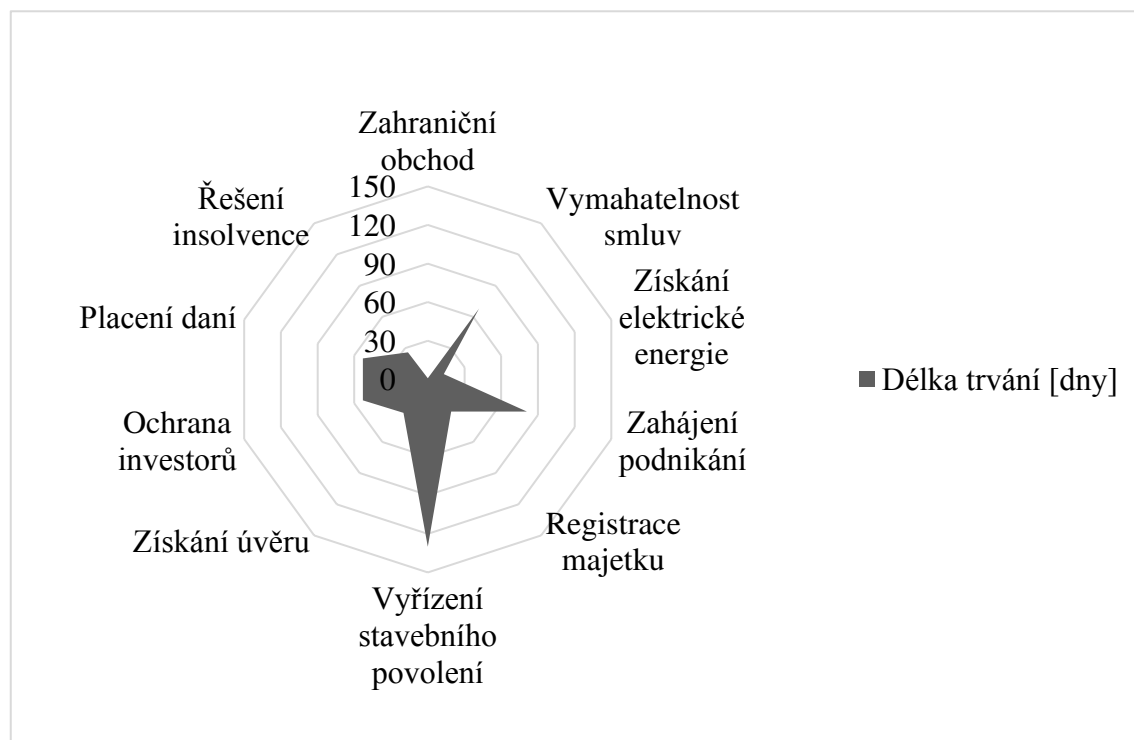 Zahraniční
obchod
Vymahatelnost
smluv
Získání
elektrické
energie
Zahájení
podnikání
Registrace
majetku
Vyřízení
stavebního
povolení
Získání úvěru
Ochrana
investorů
Placení daní
Řešení
insolvence
150
120
90
60
30
0
Délka trvání [dny]